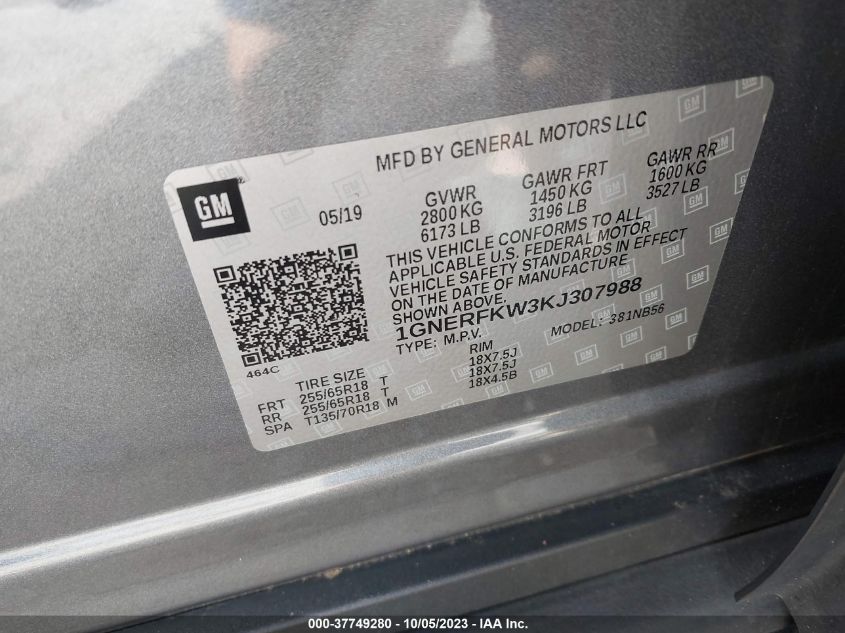 MFD BY GENERAL MOTORS LLC
GM
05/19
GVWR
2800 KG
6173 LB
GAWR FRT
1450 KG
3196 LB
GAWR RR
1600 KG
3527 LB
THIS VEHICLE CONFORMS TO ALL
APPLICABLE U.S. FEDERAL MOTOR
VEHICLE SAFETY STANDARDS IN EFFECT
ON THE DATE OF MANUFACTURE
SHOWN ABOVE.
1GNERFKW3KJ307988
TYPE: M.P.V. MODEL: 381NB56
464C
TIRE SIZE RIM
FRT 255/65R18 T 18X7.5J
RR 255/65R18 T 18X7.5J
SPA T135/70R18 M 18X4.5B
000-37749280 - 10/05/2023 - IAA Inc.